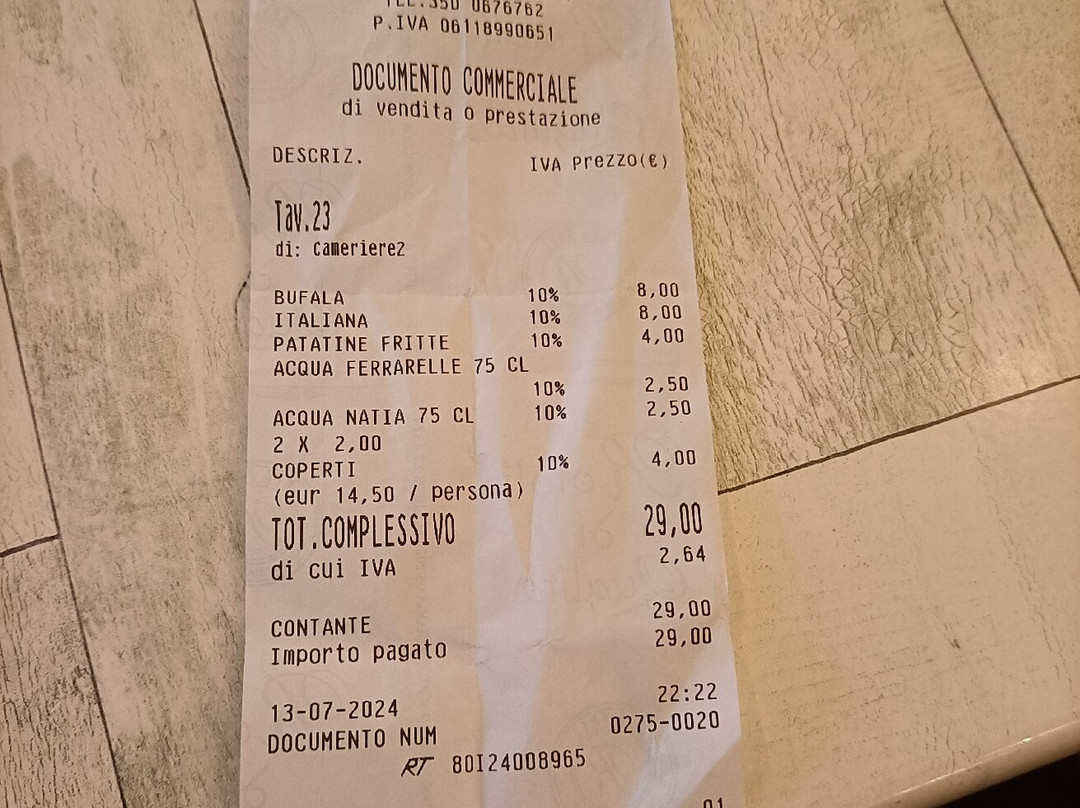 TEL.350 0676762
P.IVA 06118990651
DOCUMENTO COMMERCIALE
di vendita o prestazione
DESCRIZ. IVA Prezzo(€)
Tav.23
di: Cameriere2
BUFALA 10% 8,00
ITALIANA 10% 8,00
PATATINE FRITTE 10% 4,00
ACQUA FERRARELLE 75 CL
10% 2,50
ACQUA NATIA 75 CL 10% 2,50
2 X 2,00
COPERTI 10% 4,00
(eur 14,50 / persona)
TOT.COMPLESSIVO 29,00
di cui IVA 2,64
CONTANTE 29,00
Importo pagato 29,00
13-07-2024 22:22
DOCUMENTO NUM 0275-0020
RT 80I24008965